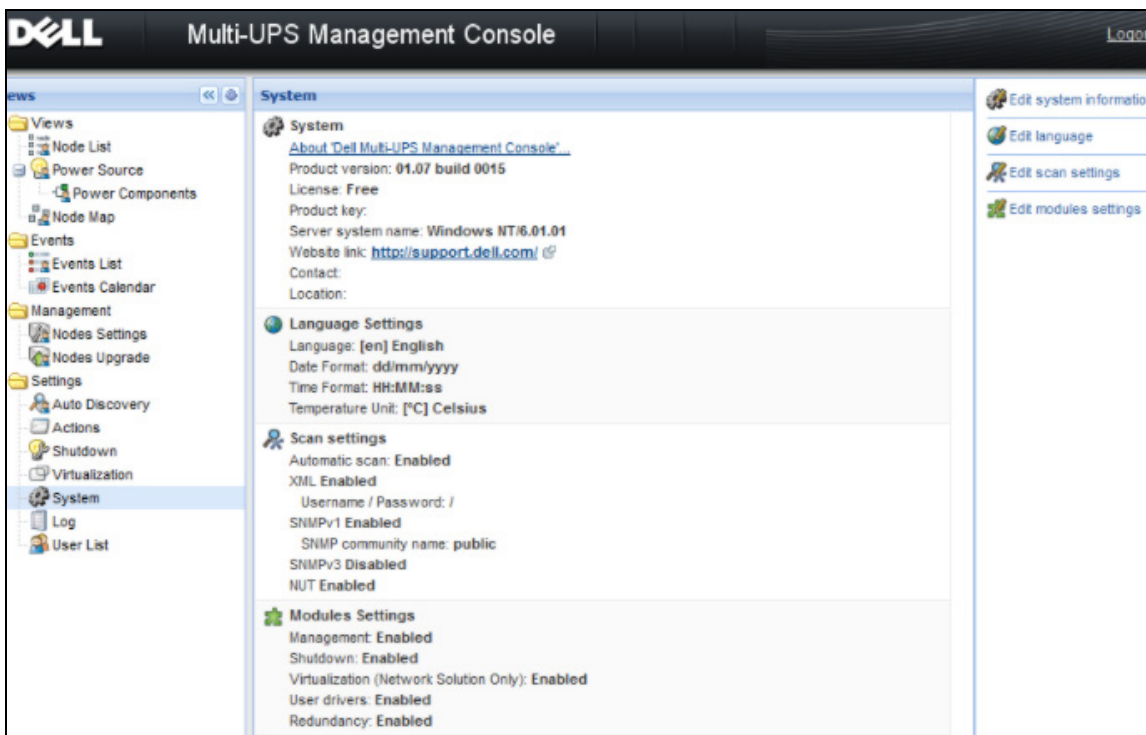 DELL
Multi-UPS Management Console
Logou
ews
Views
Node List
Power Source
Power Components
Node Map
Events
Events List
Events Calendar
Management
Nodes Settings
Nodes Upgrade
Settings
Auto Discovery
Actions
Shutdown
Virtualization
System
Log
User List
System
System
About 'Dell Multi-UPS Management Console'...
Product version: 01.07 build 0015
License: Free
Product key:
Server system name: Windows NT/6.01.01
Website link: http://support.dell.com/
Contact:
Location:
Language Settings
Language: [en] English
Date Format: dd/mm/yyyy
Time Format: HH:MM:ss
Temperature Unit: [°C] Celsius
Scan settings
Automatic scan: Enabled
XML Enabled
Username / Password: /
SNMPv1 Enabled
SNMP community name: public
SNMPv3 Disabled
NUT Enabled
Modules Settings
Management: Enabled
Shutdown: Enabled
Virtualization (Network Solution Only): Enabled
User drivers: Enabled
Redundancy: Enabled
Edit system informatio
Edit language
Edit scan settings
Edit modules settings